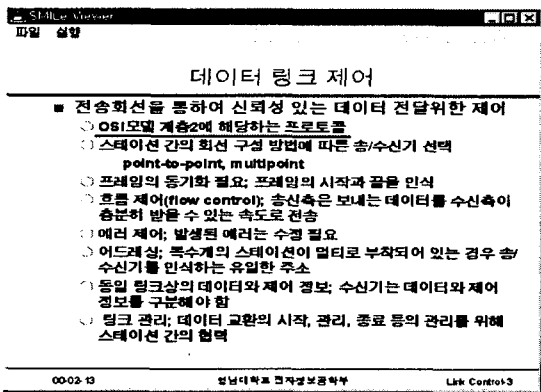 SMILe Viewer
파일 실행
데이터 링크 제어
■ 전송회선을 통하여 신뢰성 있는 데이터 전달위한 제어
○ OSI모델 계층2에 해당하는 프로토콜
○ 스테이션 간의 회선 구성 방법에 따른 송/수신기 선택
point-to-point, multipoint
○ 프레임의 동기화 필요; 프레임의 시작과 끝을 인식
○ 흐름 제어(flow control); 송신측은 보내는 데이터를 수신측이
충분히 받을 수 있는 속도로 전송
○ 에러 제어; 발생된 에러는 수정 필요
○ 어드레싱; 복수개의 스테이션이 멀티로 부착되어 있는 경우 송/
수신기를 인식하는 유일한 주소
○ 동일 링크상의 데이터와 제어 정보; 수신기는 데이터와 제어
정보를 구분해야 함
○ 링크 관리; 데이터 교환의 시작, 관리, 종료 등의 관리를 위해
스테이션 간의 협력
00-02-13
전자정보공학부
Link Control-3